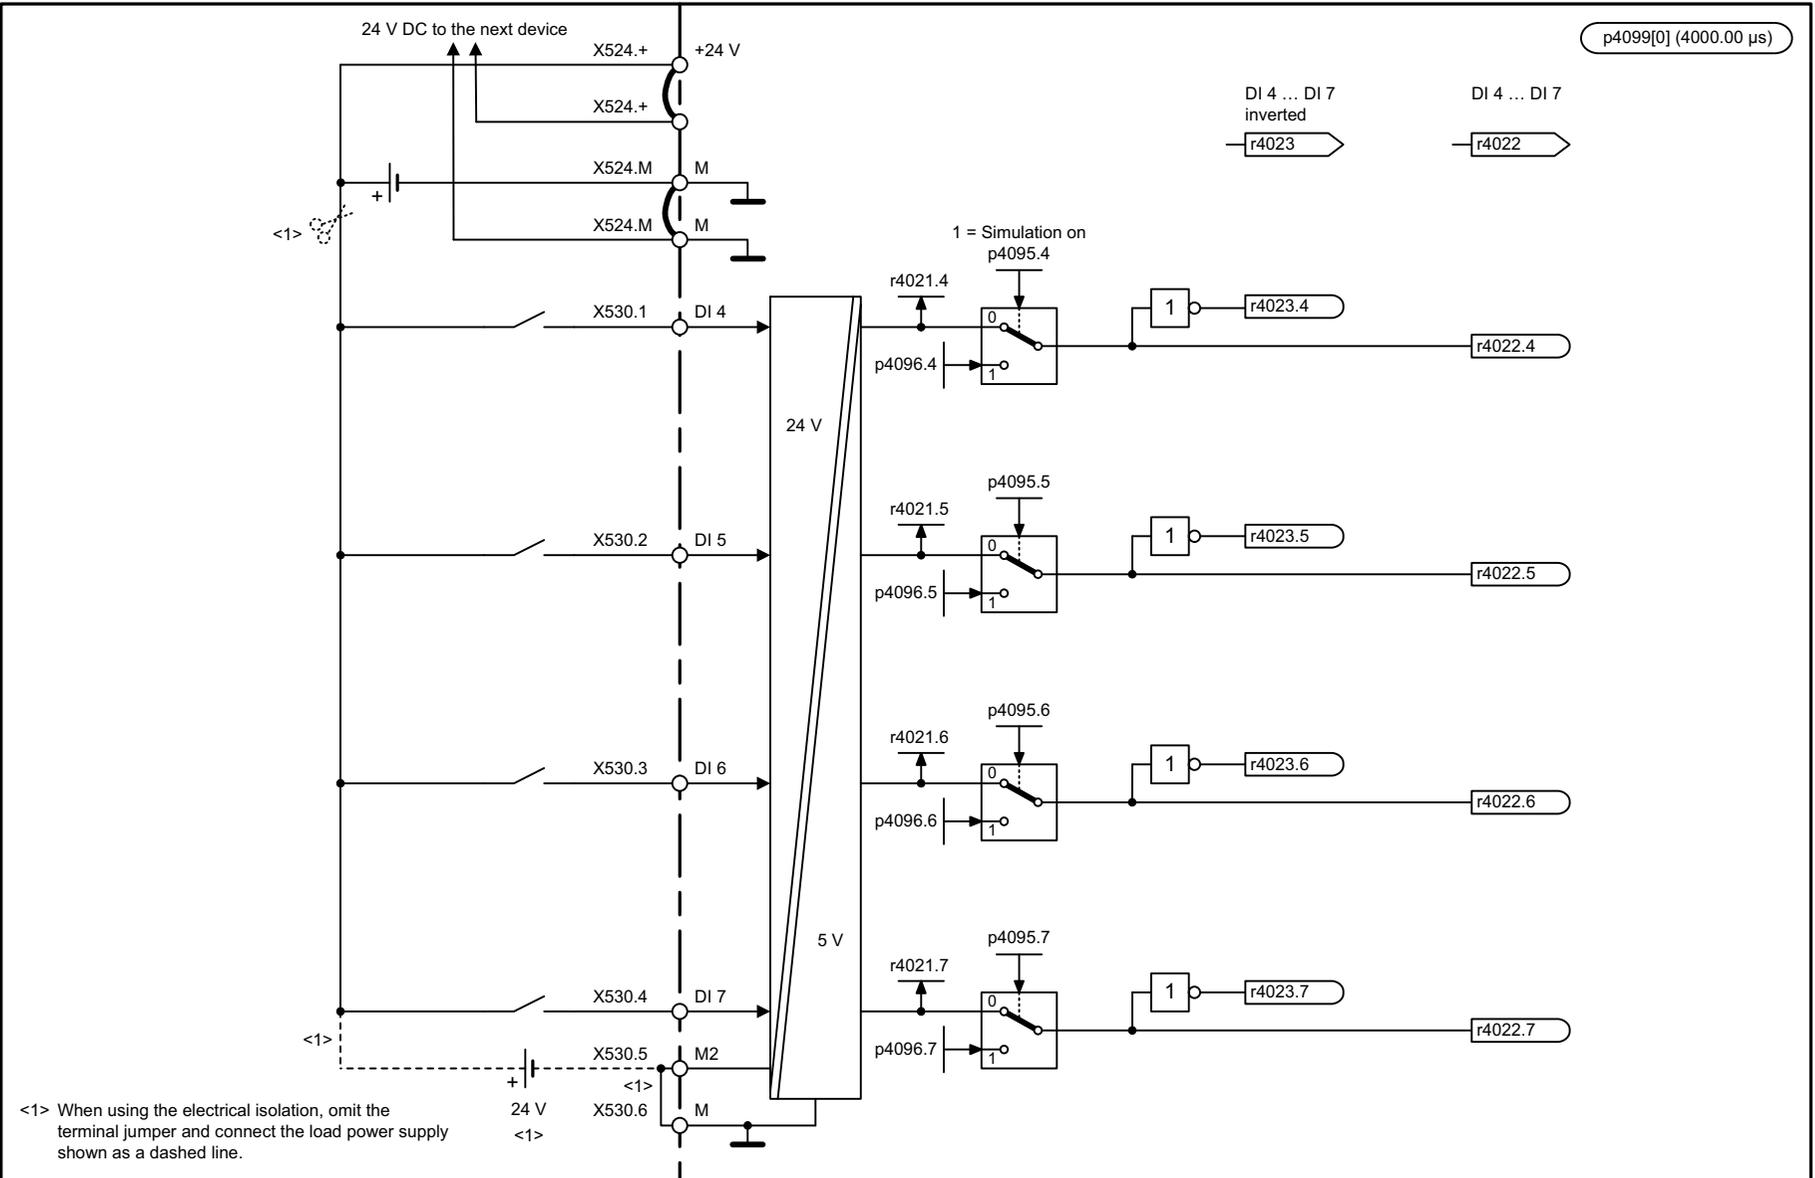 24 V DC to the next device
p4099[0] (4000.00 µs)
X524.+
+24 V
X524.+
DI 4 … DI 7
inverted
r4023
DI 4 … DI 7
r4022
X524.M
M
+
X524.M
M
<1>
1 = Simulation on
p4095.4
r4021.4
X530.1
DI 4
0
1
r4023.4
r4022.4
p4096.4
1
24 V
p4095.5
r4021.5
X530.2
DI 5
0
1
r4023.5
r4022.5
p4096.5
1
p4095.6
r4021.6
X530.3
DI 6
0
1
r4023.6
r4022.6
p4096.6
1
5 V
p4095.7
r4021.7
X530.4
DI 7
0
1
r4023.7
r4022.7
p4096.7
1
<1>
X530.5
M2
+
<1>
24 V
<1>
X530.6
M
<1> When using the electrical isolation, omit the
terminal jumper and connect the load power supply
shown as a dashed line.